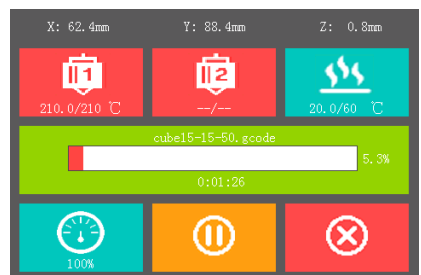 X: 62.4mm Y: 88.4mm Z: 0.8mm
1 2
210.0/210 ℃ --/-- 20.0/60 ℃
cube15-15-50.gcode
5.3%
0:01:26
100%